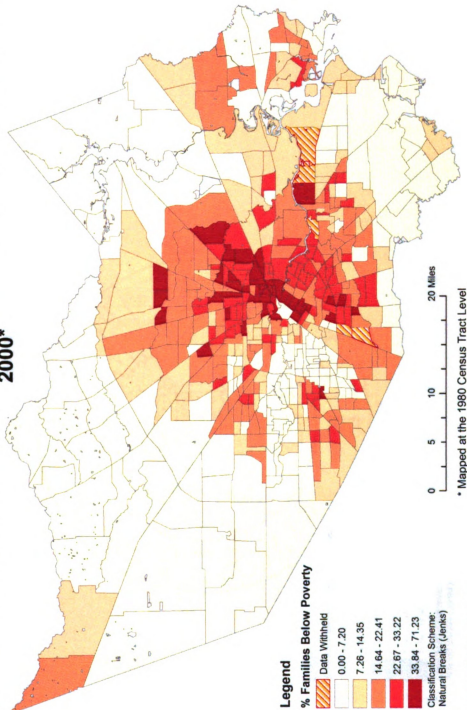 2000*
Legend
% Families Below Poverty
Data Withheld
0.00 - 7.20
7.26 - 14.35
14.64 - 22.41
22.67 - 33.22
33.84 - 71.23
Classification Scheme:
Natural Breaks (Jenks)
0 5 10 20 Miles
* Mapped at the 1980 Census Tract Level